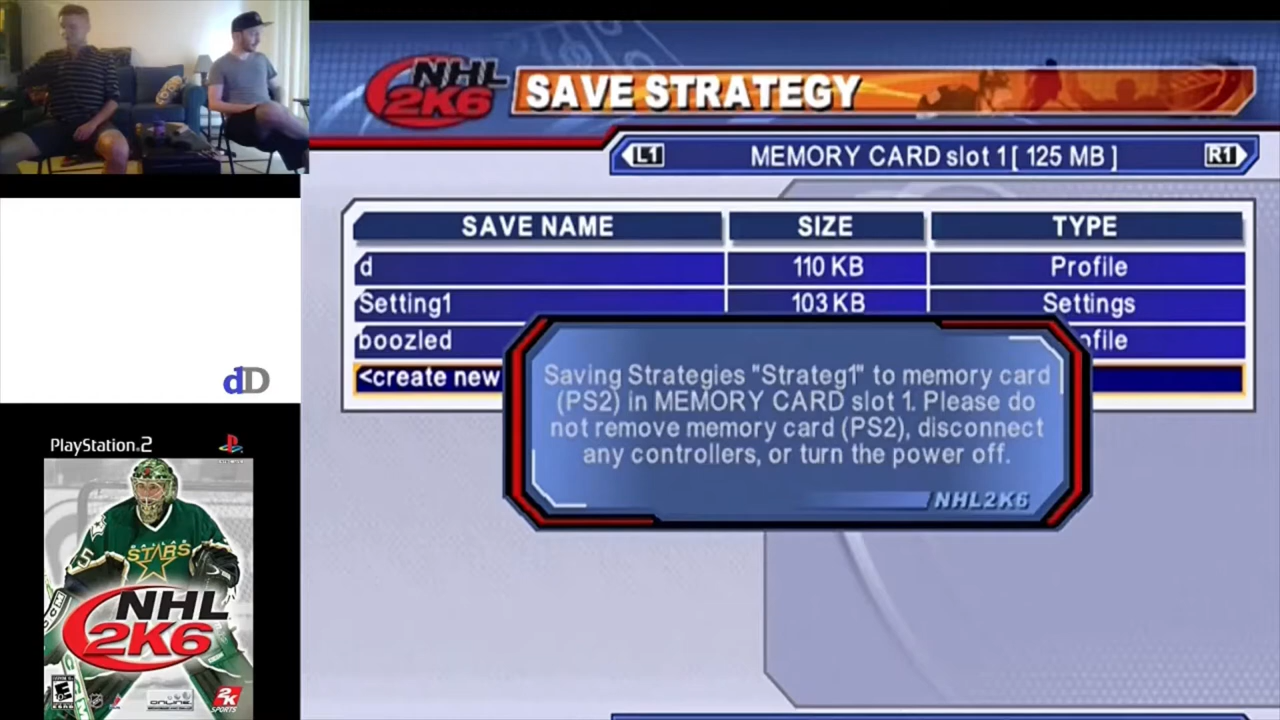 NHL
2K6
SAVE STRATEGY
L1
MEMORY CARD slot 1 [ 125 MB ]
R1
SAVE NAME
SIZE
TYPE
d
110 KB
Profile
Setting1
103 KB
Settings
boozled
ofile
<create new
Saving Strategies "Strateg1" to memory card
(PS2) in MEMORY CARD slot 1. Please do
not remove memory card (PS2), disconnect
any controllers, or turn the power off.
NHL2K6
dD
PlayStation.2
STARS
NHL
2K6
E
ONLINE
2K
SPORTS